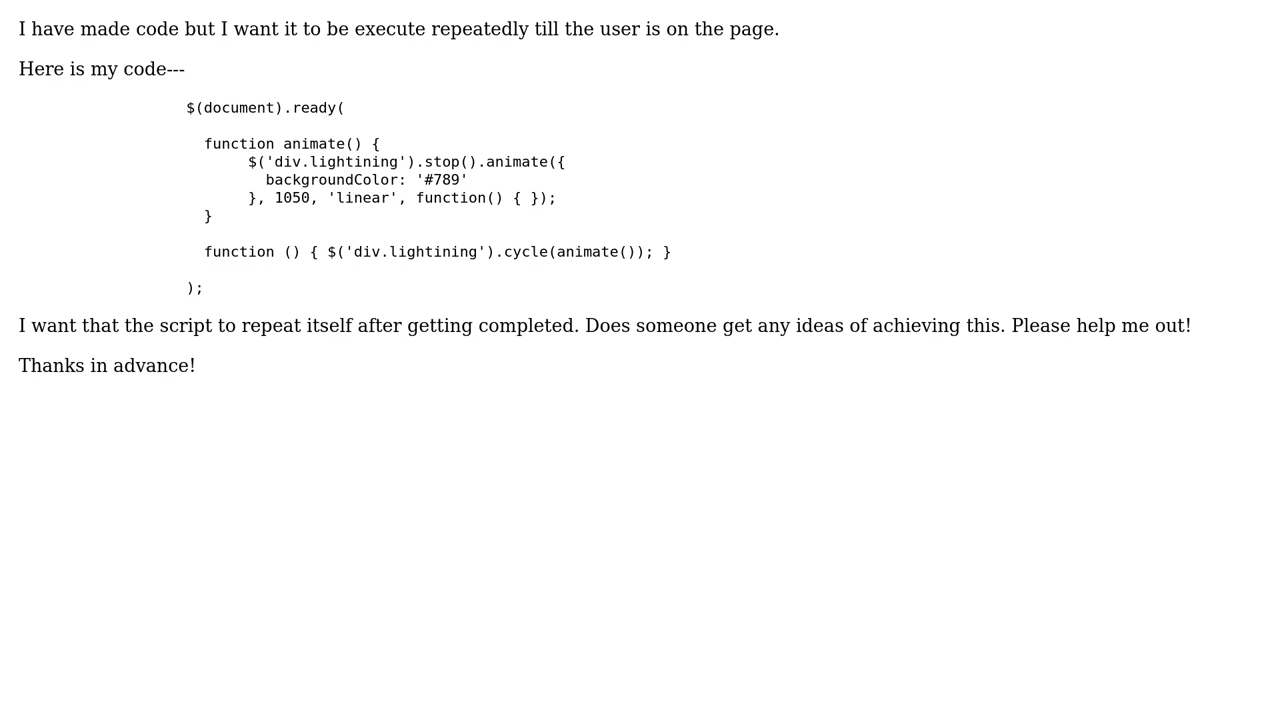 I have made code but I want it to be execute repeatedly till the user is on the page.
Here is my code---
$(document).ready(
function animate() {
$('div.lightining').stop().animate({
backgroundColor: '#789'
}, 1050, 'linear', function() { });
}
function () { $('div.lightining').cycle(animate()); }
);
I want that the script to repeat itself after getting completed. Does someone get any ideas of achieving this. Please help me out!
Thanks in advance!